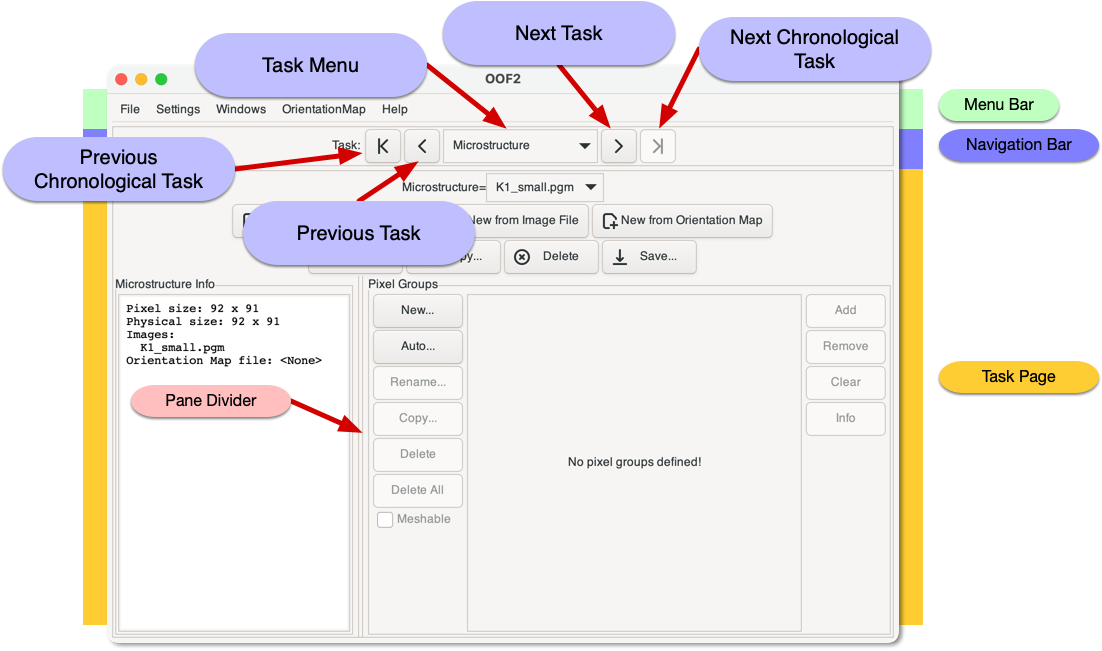 Next Task
Next Chronological
Task
Task Menu
OOF2
Menu Bar
File Settings Windows OrientationMap Help
Navigation Bar
Task: Microstructure
Previous
Chronological Task
Microstructure= K1_small.pgm
New from Image File New from Orientation Map
Previous Task
Delete Save...
Microstructure Info
Pixel size: 92 x 91
Physical size: 92 x 91
Images:
K1_small.pgm
Orientation Map file: <None>
Pane Divider
Pixel Groups
New...
Auto...
Rename...
Copy...
Delete
Delete All
Meshable
No pixel groups defined!
Add
Remove
Clear
Info
Task Page